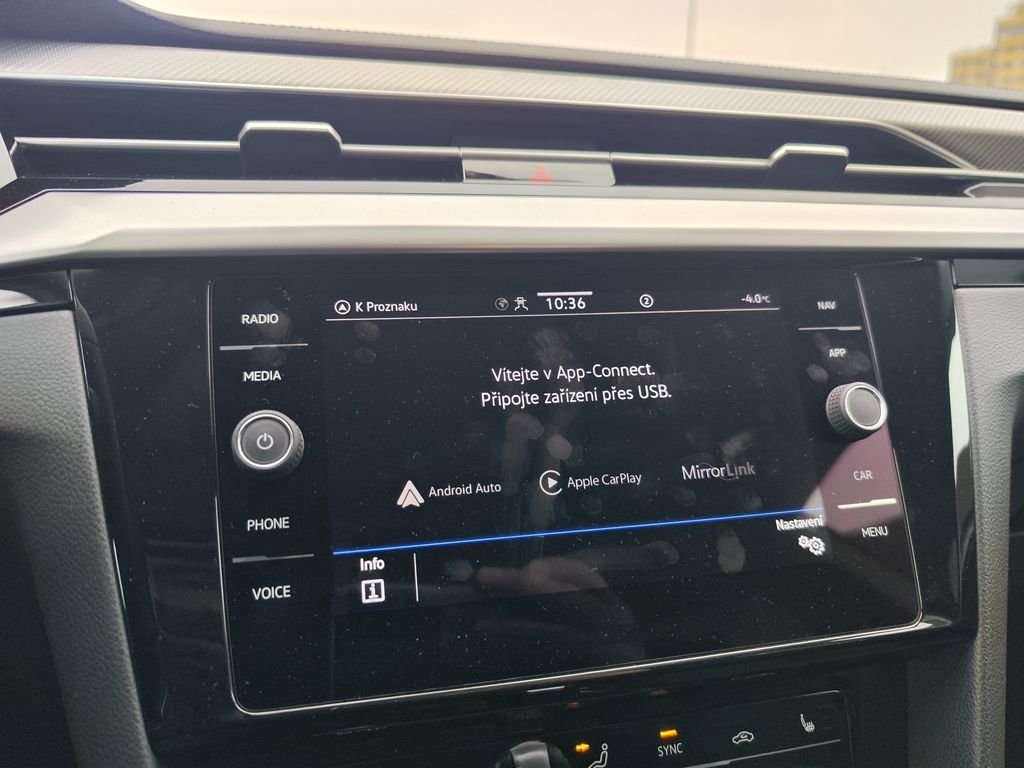 RADIO
MEDIA
PHONE
VOICE
K Proznaku
10:36
2
-4.0°C
Vítejte v App-Connect.
Připojte zařízení přes USB.
Android Auto
Apple CarPlay
MirrorLink
Info
i
Nastavení
NAV
APP
CAR
MENU
SYNC